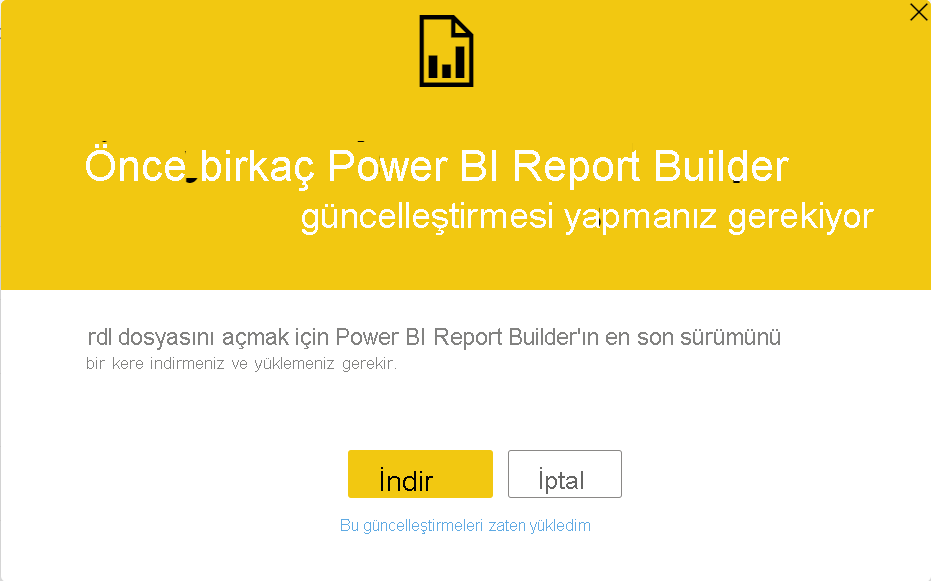 Önce birkaç Power BI Report Builder
güncelleştirmesi yapmanız gerekiyor
rdl dosyasını açmak için Power BI Report Builder'ın en son sürümünü
bir kere indirmeniz ve yüklemeniz gerekir.
İndir
İptal
Bu güncelleştirmeleri zaten yükledim